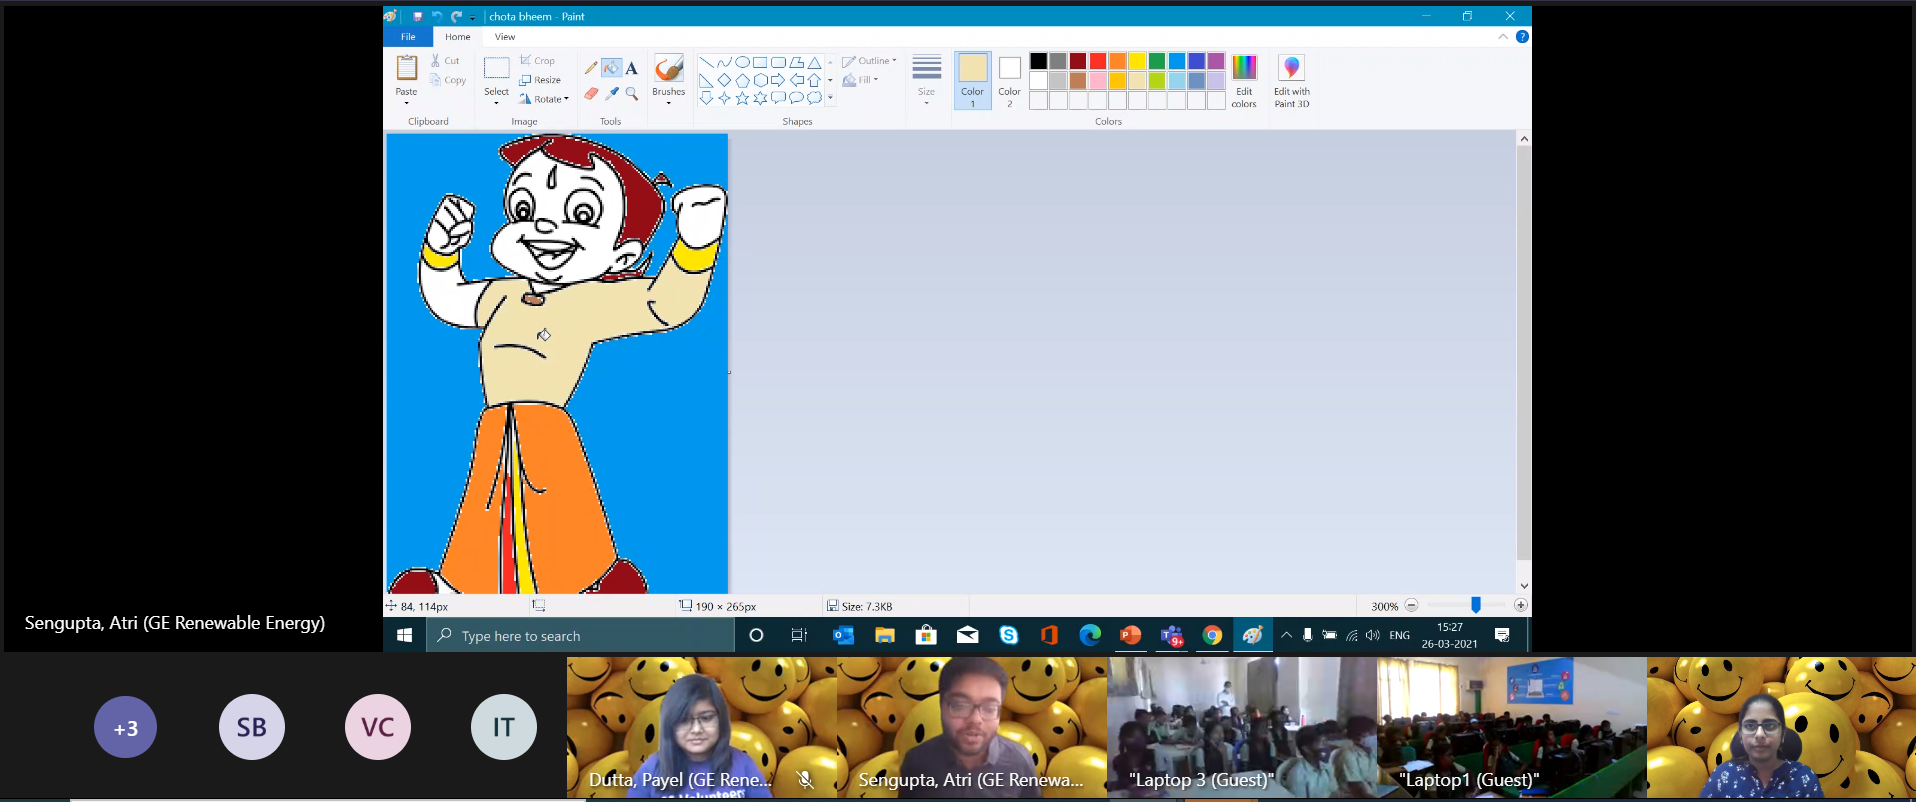 chota bheem - Paint
File
Home
View
Paste
Cut
Copy
Clipboard
Select
Crop
Resize
Rotate
Image
A
Tools
Brushes
Outline
Fill
Shapes
Size
Color
1
Color
2
Edit
colors
Colors
Edit with
Paint 3D
?
84, 114px
190 × 265px
Size: 7.3KB
300%
Type here to search
9+
ENG
15:27
26-03-2021
Sengupta, Atri (GE Renewable Energy)
+3
SB
VC
IT
Dutta, Payel (GE Rene...
Sengupta, Atri (GE Renewa...
"Laptop 3 (Guest)"
"Laptop1 (Guest)"